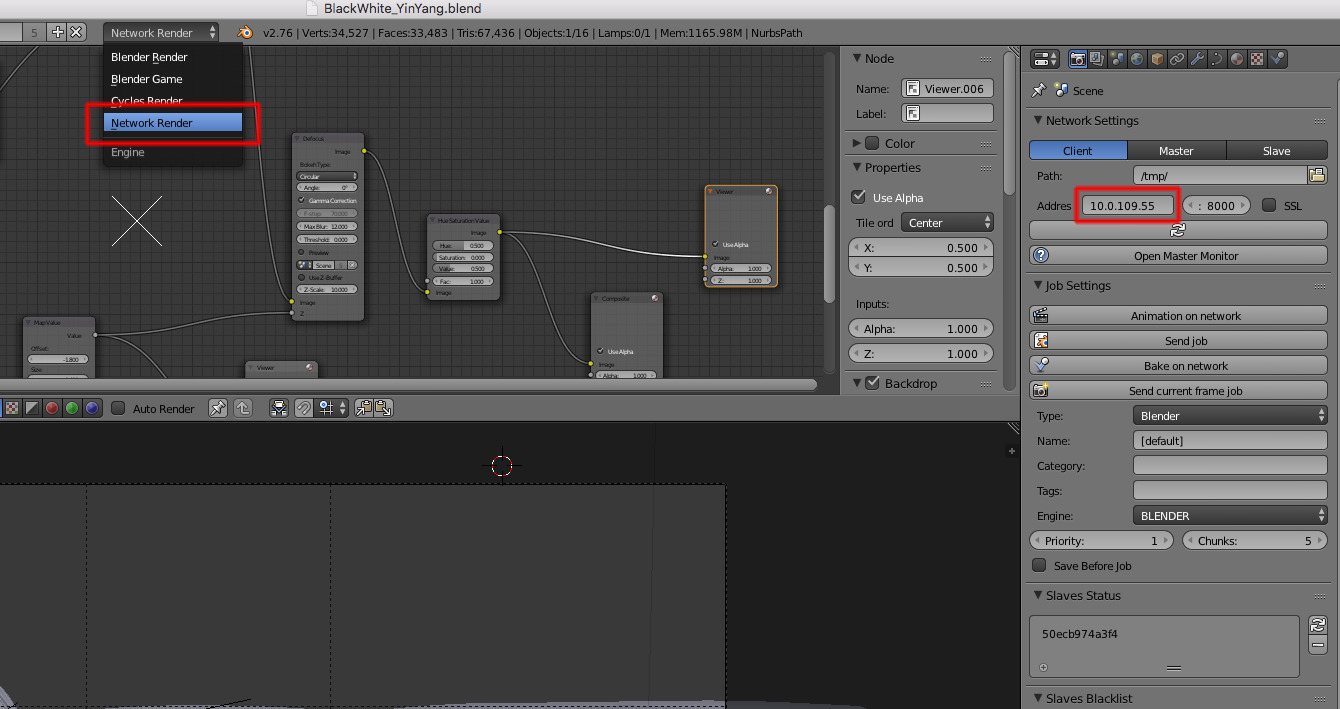 BlackWhite_YinYang.blend
5
Network Render
v2.76 | Verts:34,527 | Faces:33,483 | Tris:67,436 | Objects:1/16 | Lamps:0/1 | Mem:1165.98M | NurbsPath
Blender Render
Blender Game
Cycles Render
Network Render
Engine
Defocus
Image
Bokeh Type:
Circular
Angle: 0°
Gamma Correction
F-stop: 70.000
Max Blur: 12.000
Threshold: 0.000
Preview
Scene
Use Z-Buffer
Z-Scale: 10.000
Image
Z
Hue Saturation Value
Image
Hue: 0.500
Saturation: 0.000
Value: 0.500
Fac: 1.000
Image
Viewer
Use Alpha
Image
Alpha: 1.000
Z: 1.000
Composite
Use Alpha
Image
Alpha: 1.000
Map Value
Value
Offset:
-1.800
Size
Viewer
Node
Name: Viewer.006
Label:
Color
Properties
Use Alpha
Tile ord Center
X: 0.500
Y: 0.500
Inputs:
Alpha: 1.000
Z: 1.000
Backdrop
Auto Render
Scene
Network Settings
Client Master Slave
Path: /tmp/
Addres 10.0.109.55 : 8000 SSL
Open Master Monitor
Job Settings
Animation on network
Send job
Bake on network
Send current frame job
Type: Blender
Name: [default]
Category:
Tags:
Engine: BLENDER
Priority: 1 Chunks: 5
Save Before Job
Slaves Status
50ecb974a3f4
Slaves Blacklist